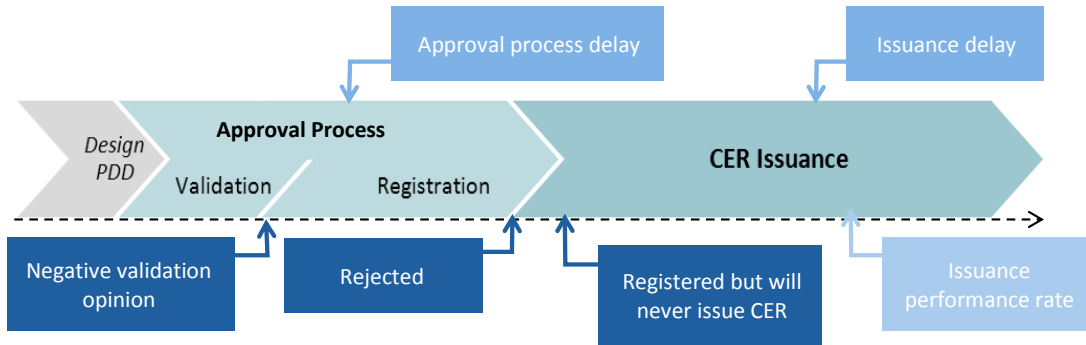 Approval process delay
Issuance delay
Design
PDD
Approval Process
Validation
Registration
CER Issuance
Negative validation
opinion
Rejected
Registered but will
never issue CER
Issuance
performance rate